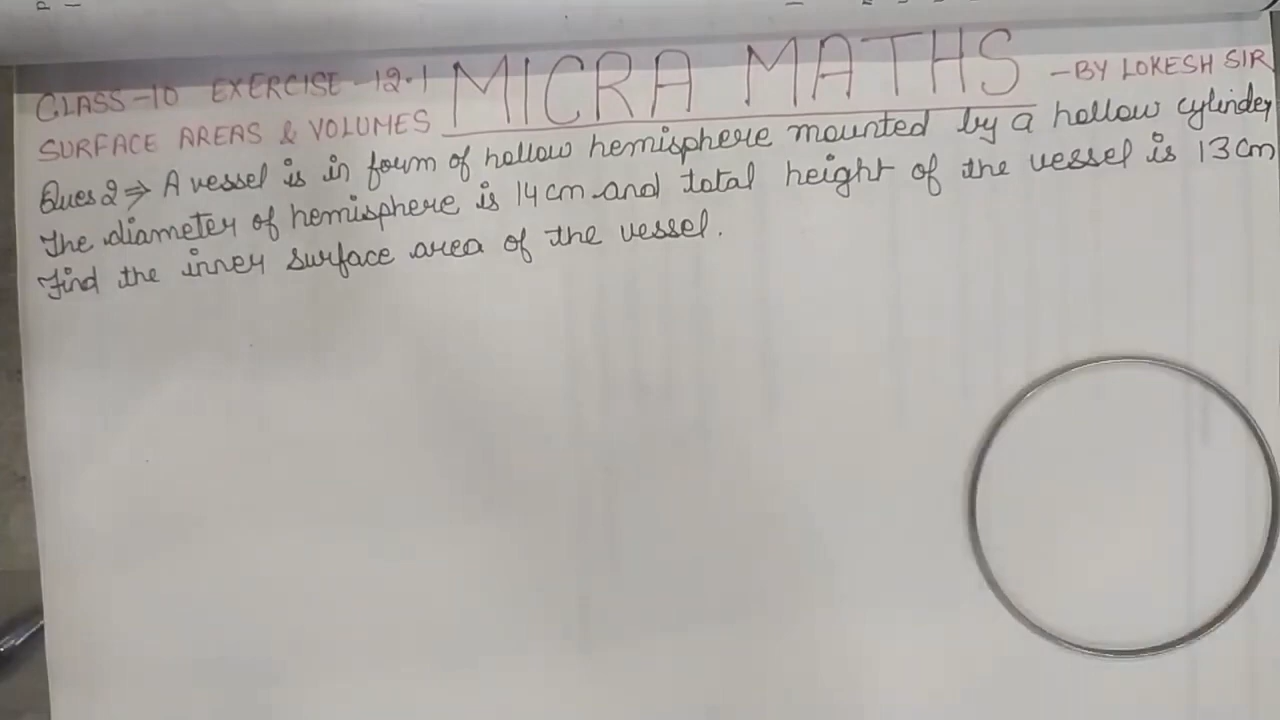 CLASS-10 EXERCISE-12.1 MICRA MATHS -BY LOKESH SIR
SURFACE AREAS & VOLUMES
Ques 2 ⇒ A vessel is in form of hollow hemisphere mounted by a hollow cylinder
The diameter of hemisphere is 14 cm and total height of the vessel is 13 cm
Find the inner surface area of the vessel.